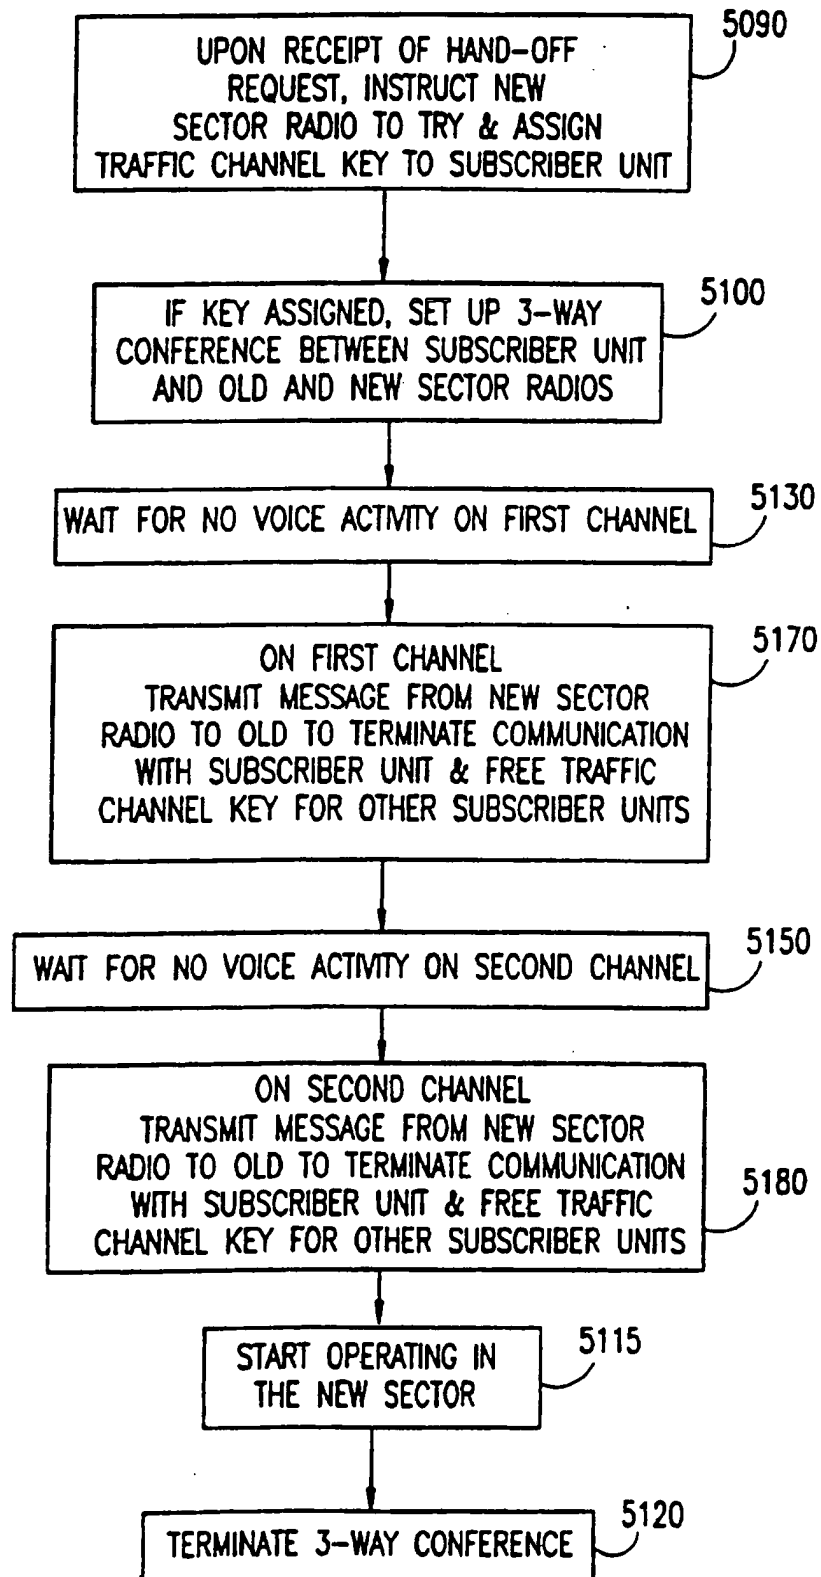 5090
UPON RECEIPT OF HAND-OFF
REQUEST, INSTRUCT NEW
SECTOR RADIO TO TRY & ASSIGN
TRAFFIC CHANNEL KEY TO SUBSCRIBER UNIT
5100
IF KEY ASSIGNED, SET UP 3-WAY
CONFERENCE BETWEEN SUBSCRIBER UNIT
AND OLD AND NEW SECTOR RADIOS
5130
WAIT FOR NO VOICE ACTIVITY ON FIRST CHANNEL
5170
ON FIRST CHANNEL
TRANSMIT MESSAGE FROM NEW SECTOR
RADIO TO OLD TO TERMINATE COMMUNICATION
WITH SUBSCRIBER UNIT & FREE TRAFFIC
CHANNEL KEY FOR OTHER SUBSCRIBER UNITS
5150
WAIT FOR NO VOICE ACTIVITY ON SECOND CHANNEL
ON SECOND CHANNEL
TRANSMIT MESSAGE FROM NEW SECTOR
RADIO TO OLD TO TERMINATE COMMUNICATION
WITH SUBSCRIBER UNIT & FREE TRAFFIC
CHANNEL KEY FOR OTHER SUBSCRIBER UNITS
5180
5115
START OPERATING IN
THE NEW SECTOR
5120
TERMINATE 3-WAY CONFERENCE